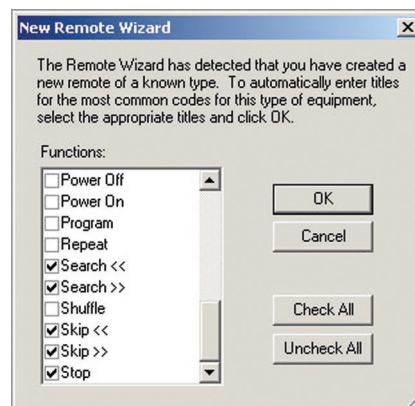 New Remote Wizard
The Remote Wizard has detected that you have created a
new remote of a known type. To automatically enter titles
for the most common codes for this type of equipment,
select the appropriate titles and click OK.
Functions:
Power Off
Power On
Program
Repeat
Search <<
Search >>
Shuffle
Skip <<
Skip >>
Stop
OK
Cancel
Check All
Uncheck All